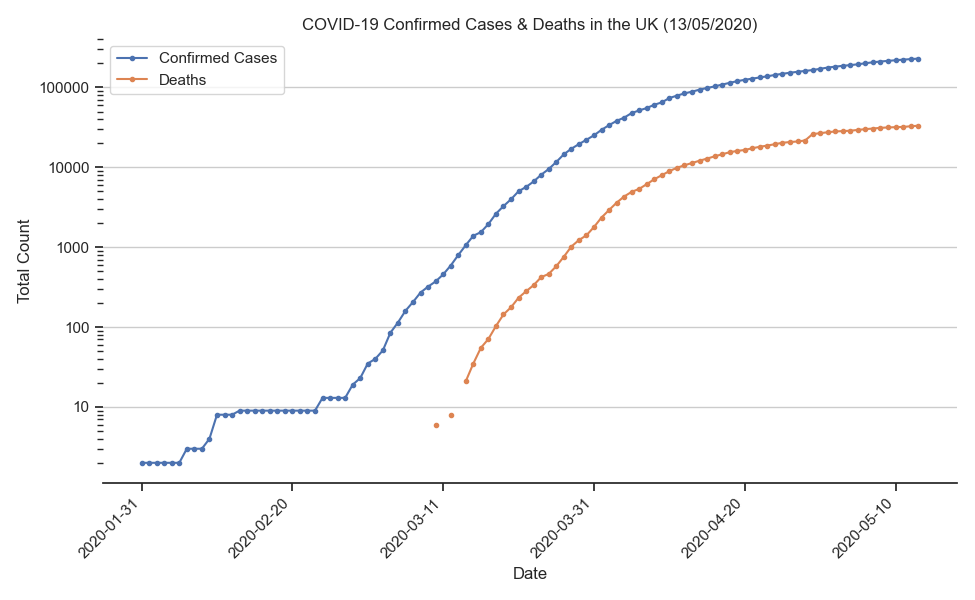 COVID-19 Confirmed Cases & Deaths in the UK (13/05/2020)
Confirmed Cases
Deaths
100000
10000
1000
100
10
Total Count
2020-01-31
2020-02-20
2020-03-11
2020-03-31
2020-04-20
2020-05-10
Date